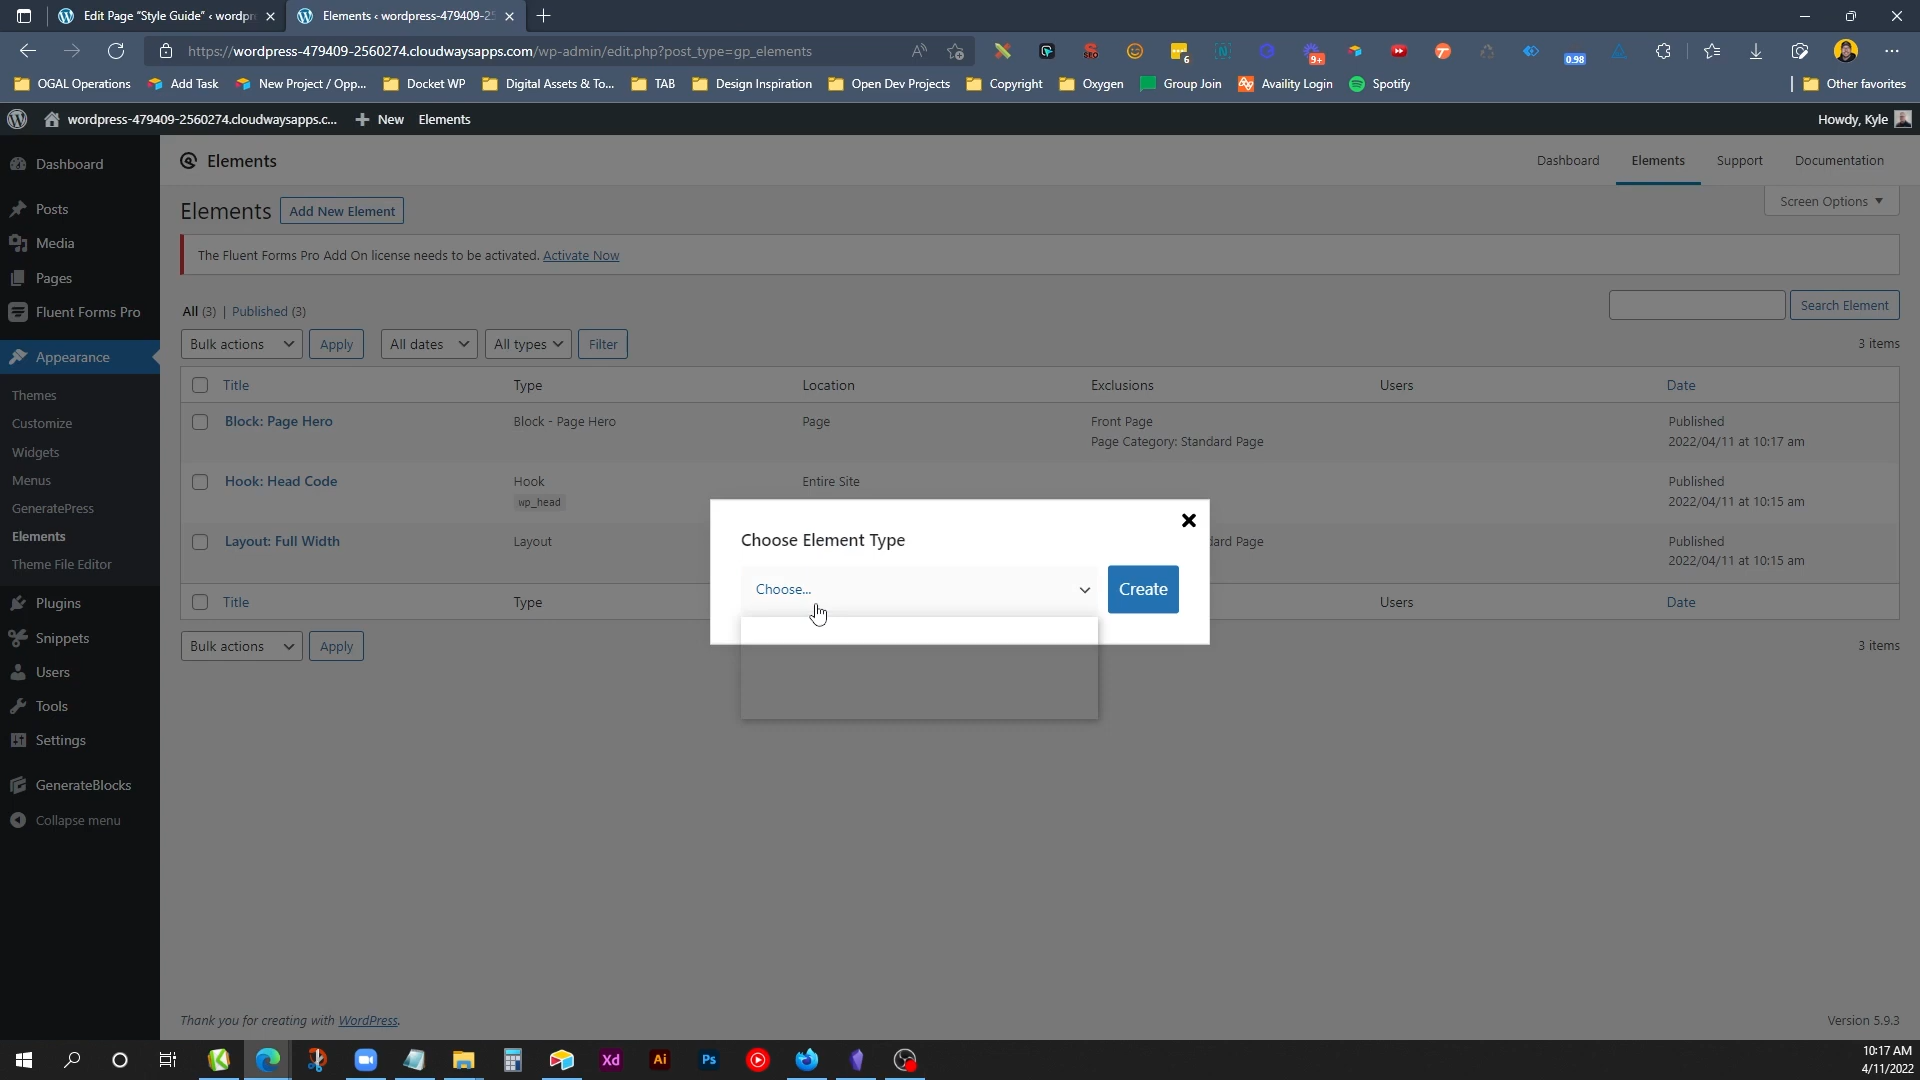 Edit Page "Style Guide" ‹ wordpr
Elements ‹ wordpress-479409-25
https://wordpress-479409-2560274.cloudwaysapps.com/wp-admin/edit.php?post_type=gp_elements
6
9+
0.98
OGAL Operations
Add Task
New Project / Opp...
Docket WP
Digital Assets & To...
TAB
Design Inspiration
Open Dev Projects
Copyright
Oxygen
Group Join
Availity Login
Spotify
Other favorites
wordpress-479409-2560274.cloudwaysapps.c...
New
Elements
Howdy, Kyle
Dashboard
Posts
Media
Pages
Fluent Forms Pro
Appearance
Themes
Customize
Widgets
Menus
GeneratePress
Elements
Theme File Editor
Plugins
Snippets
Users
Tools
Settings
GenerateBlocks
Collapse menu
Elements
Dashboard
Elements
Support
Documentation
Elements
Add New Element
Screen Options
The Fluent Forms Pro Add On license needs to be activated. Activate Now
All (3) | Published (3)
Search Element
Bulk actions
Apply
All dates
All types
Filter
3 items
Title Type Location Exclusions Users Date
Block: Page Hero Block - Page Hero Page Front Page Published
Page Category: Standard Page 2022/04/11 at 10:17 am
Hook: Head Code Hook Entire Site Published
wp_head 2022/04/11 at 10:15 am
Layout: Full Width Layout dard Page Published
2022/04/11 at 10:15 am
Title Type Users Date
Bulk actions
Apply
3 items
Choose Element Type
Choose...
Create
Thank you for creating with WordPress.
Version 5.9.3
Xd
Ai
Ps
10:17 AM
4/11/2022